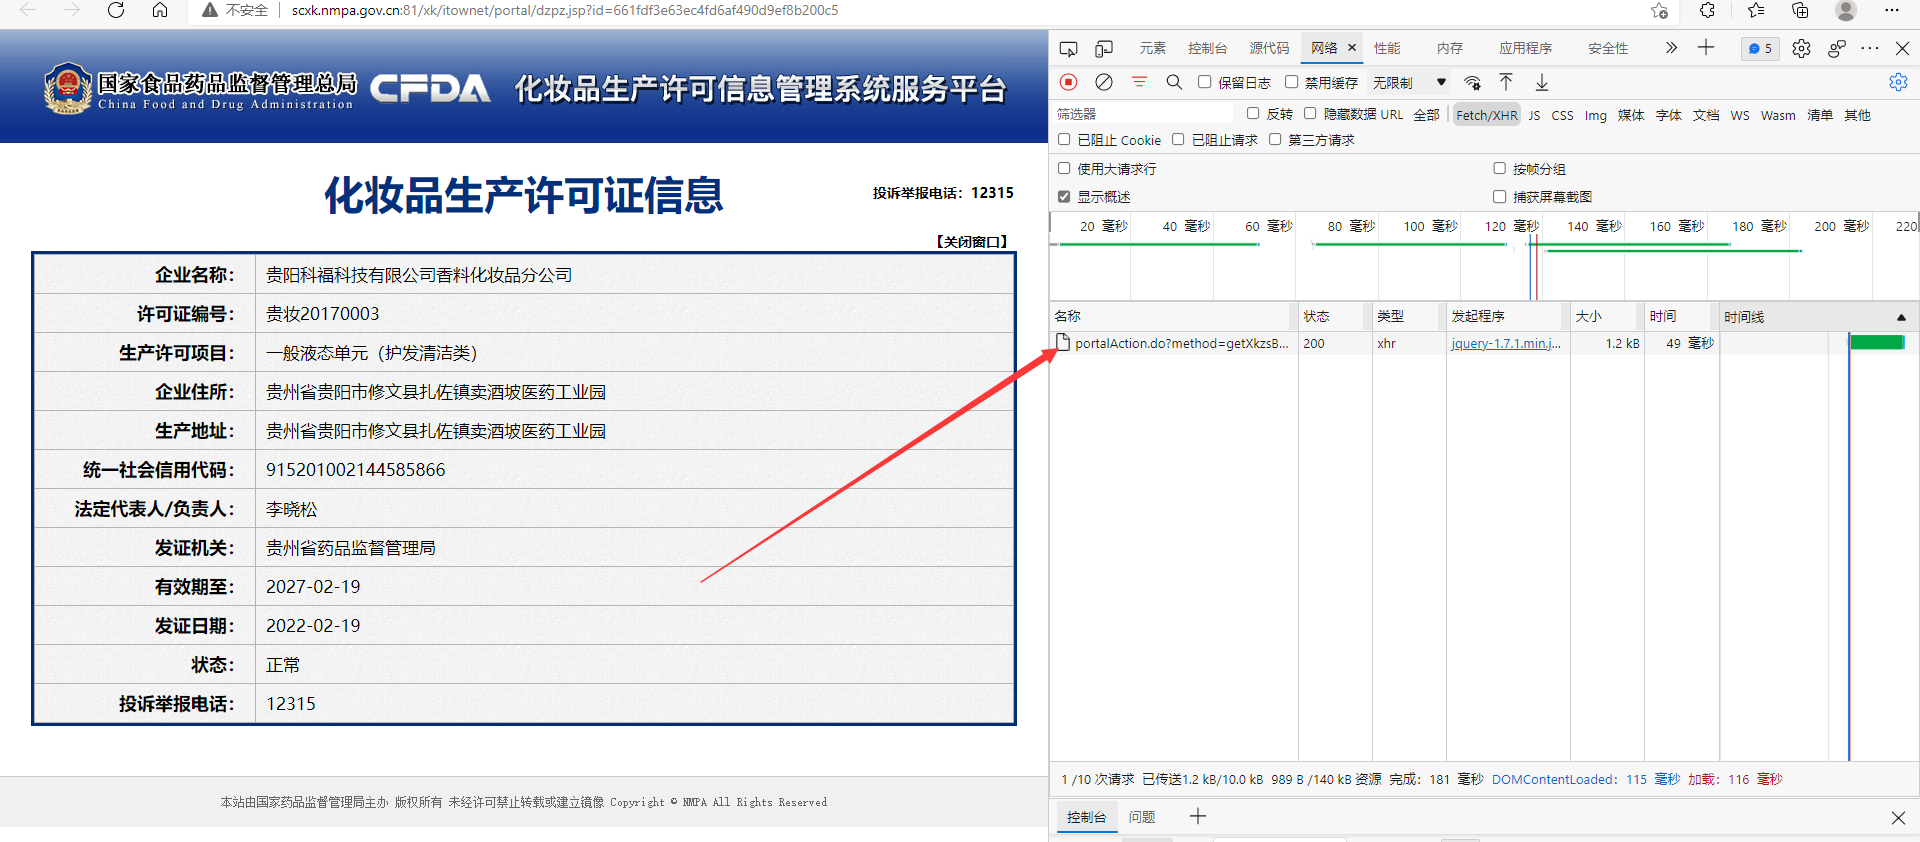 不安全 scxk.nmpa.gov.cn:81/xk/itownet/portal/dzpz.jsp?id=661fdf3e63ec4fd6af490d9ef8b200c5
国家食品药品监督管理总局
China Food and Drug Administration
CFDA
化妆品生产许可信息管理系统服务平台
化妆品生产许可证信息
投诉举报电话：12315
【关闭窗口】
企业名称： 贵阳科福科技有限公司香料化妆品分公司
许可证编号： 贵妆20170003
生产许可项目： 一般液态单元（护发清洁类）
企业住所： 贵州省贵阳市修文县扎佐镇卖酒坡医药工业园
生产地址： 贵州省贵阳市修文县扎佐镇卖酒坡医药工业园
统一社会信用代码： 915201002144585866
法定代表人/负责人： 李晓松
发证机关： 贵州省药品监督管理局
有效期至： 2027-02-19
发证日期： 2022-02-19
状态： 正常
投诉举报电话： 12315
本站由国家药品监督管理局主办 版权所有 未经许可禁止转载或建立镜像 Copyright © NMPA All Rights Reserved
元素 控制台 源代码 网络 性能 内存 应用程序 安全性 5
保留日志 禁用缓存 无限制
筛选器 反转 隐藏数据 URL 全部 Fetch/XHR JS CSS Img 媒体 字体 文档 WS Wasm 清单 其他
已阻止 Cookie 已阻止请求 第三方请求
使用大请求行 按帧分组
显示概述 捕获屏幕截图
20 毫秒 40 毫秒 60 毫秒 80 毫秒 100 毫秒 120 毫秒 140 毫秒 160 毫秒 180 毫秒 200 毫秒 220
名称 状态 类型 发起程序 大小 时间 时间线
portalAction.do?method=getXkzsB... 200 xhr jquery-1.7.1.min.j... 1.2 kB 49 毫秒
1 /10 次请求 已传送1.2 kB/10.0 kB 989 B /140 kB 资源 完成：181 毫秒 DOMContentLoaded：115 毫秒 加载：116 毫秒
控制台 问题